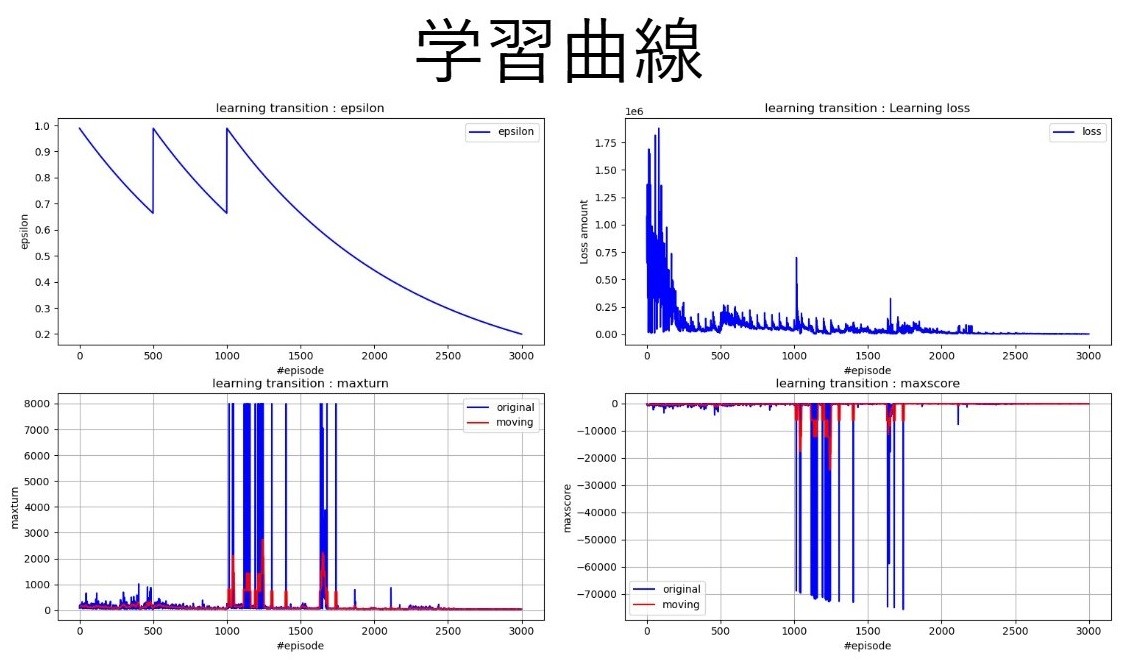 学習曲線
learning transition : epsilon
1.0
0.9
0.8
0.7
0.6
0.5
0.4
0.3
0.2
epsilon
epsilon
0 500 1000 1500 2000 2500 3000
#episode
learning transition : Learning loss
1e6
1.75
1.50
1.25
1.00
0.75
0.50
0.25
0.00
Loss amount
loss
0 500 1000 1500 2000 2500 3000
#episode
learning transition : maxturn
8000
7000
6000
5000
4000
3000
2000
1000
0
maxturn
original
moving
0 500 1000 1500 2000 2500 3000
#episode
learning transition : maxscore
0
−10000
−20000
−30000
−40000
−50000
−60000
−70000
maxscore
original
moving
0 500 1000 1500 2000 2500 3000
#episode